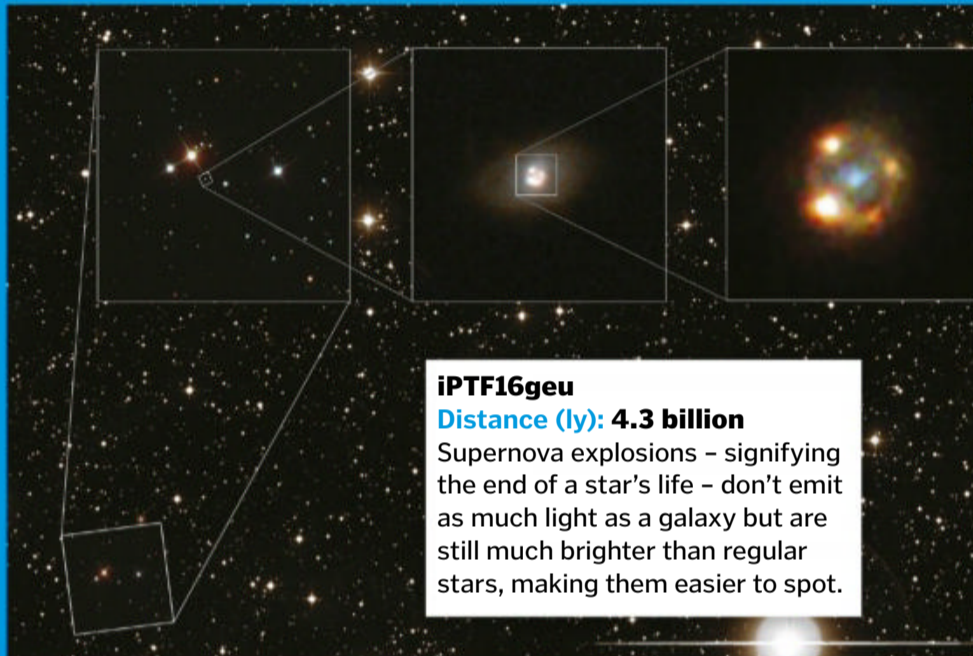 iPTF16geu
Distance (ly): 4.3 billion
Supernova explosions – signifying
the end of a star’s life – don’t emit
as much light as a galaxy but are
still much brighter than regular
stars, making them easier to spot.